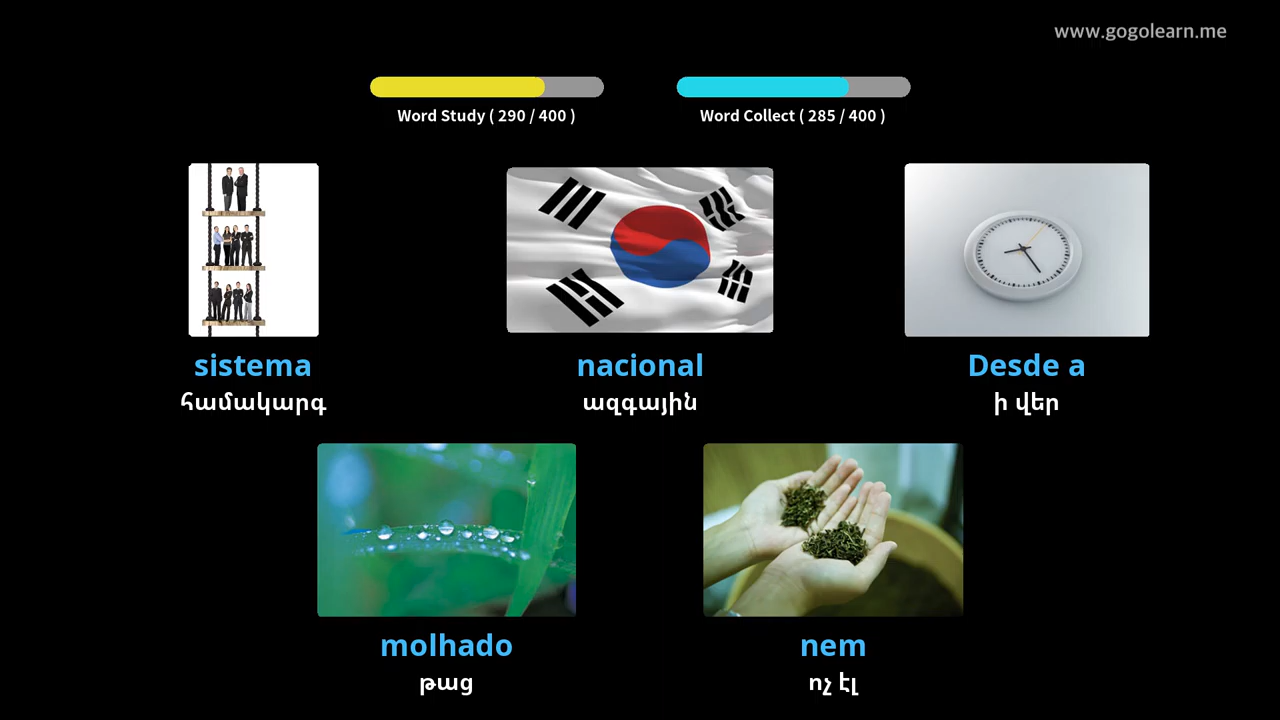 www.gogolearn.me
Word Study ( 290 / 400 )
Word Collect ( 285 / 400 )
sistema
համակարգ
nacional
ազգային
Desde a
ի վեր
molhado
թաց
nem
ոչ էլ